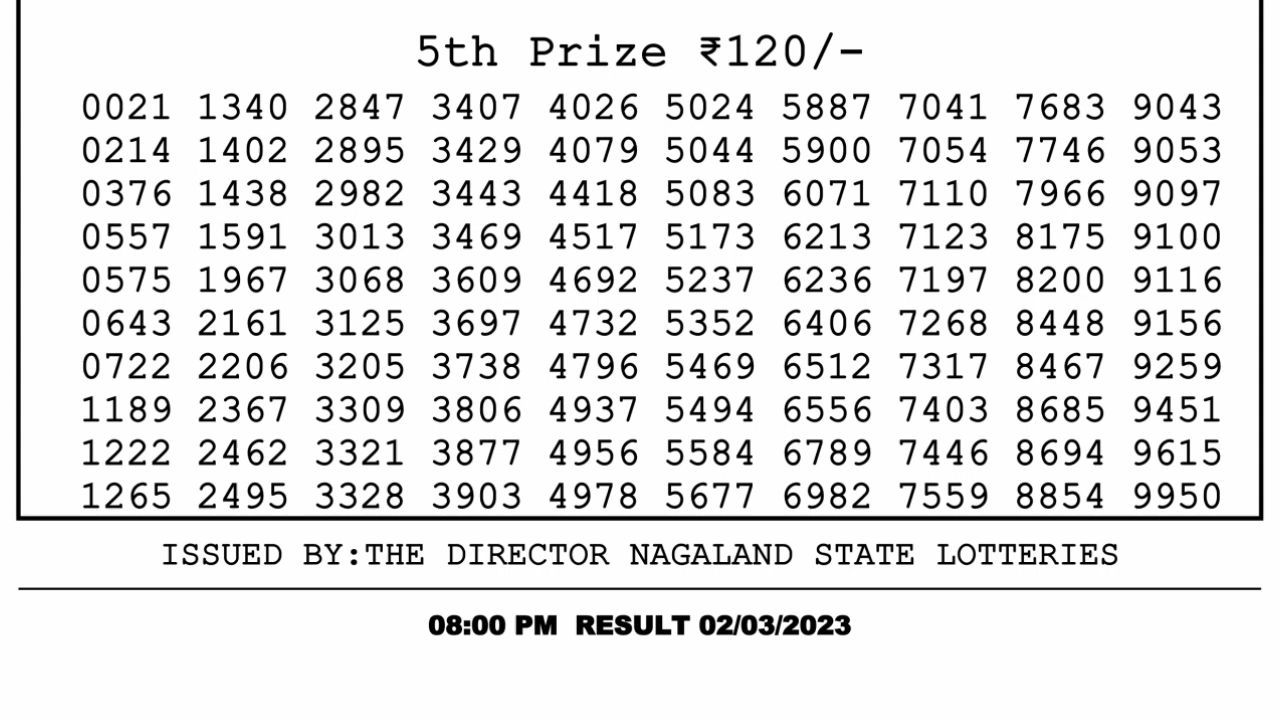 5th Prize ₹120/-
0021 1340 2847 3407 4026 5024 5887 7041 7683 9043
0214 1402 2895 3429 4079 5044 5900 7054 7746 9053
0376 1438 2982 3443 4418 5083 6071 7110 7966 9097
0557 1591 3013 3469 4517 5173 6213 7123 8175 9100
0575 1967 3068 3609 4692 5237 6236 7197 8200 9116
0643 2161 3125 3697 4732 5352 6406 7268 8448 9156
0722 2206 3205 3738 4796 5469 6512 7317 8467 9259
1189 2367 3309 3806 4937 5494 6556 7403 8685 9451
1222 2462 3321 3877 4956 5584 6789 7446 8694 9615
1265 2495 3328 3903 4978 5677 6982 7559 8854 9950
ISSUED BY:THE DIRECTOR NAGALAND STATE LOTTERIES
08:00 PM RESULT 02/03/2023